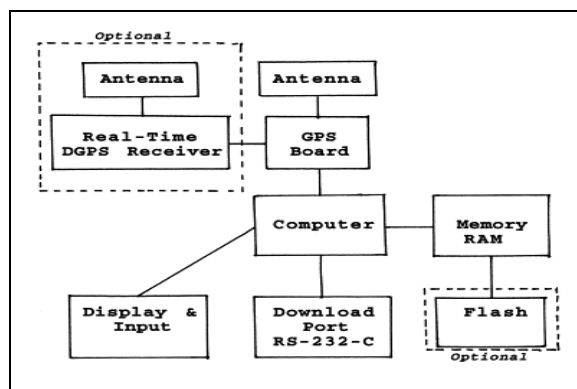 Optional
Antenna
Antenna
Real-Time
DGPS Receiver
GPS
Board
Computer
Memory
RAM
Display &
Input
Download
Port
RS-232-C
Flash
Optional